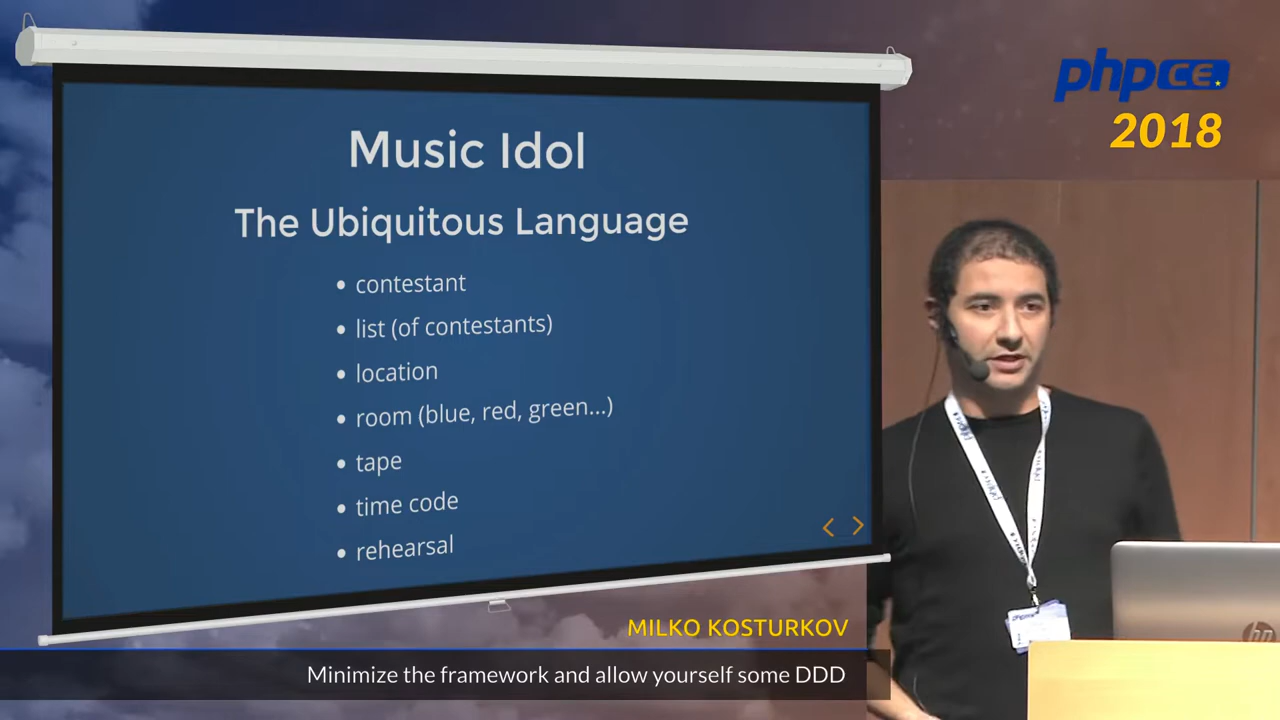 Music Idol
The Ubiquitous Language
• contestant
• list (of contestants)
• location
• room (blue, red, green...)
• tape
• time code
• rehearsal
phpCE
2018
hp
MILKO KOSTURKOV
Minimize the framework and allow yourself some DDD